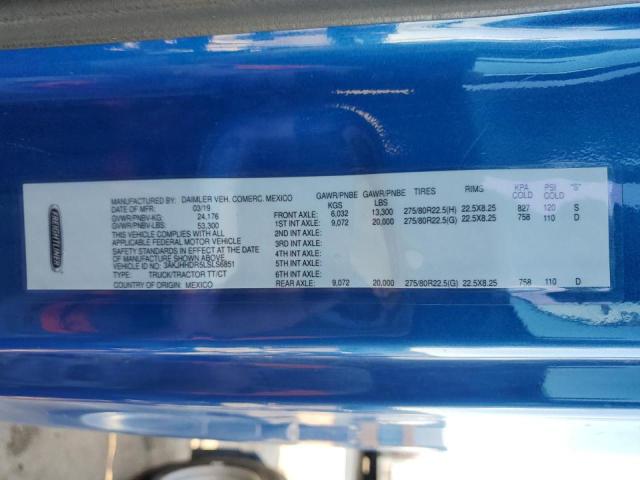 FREIGHTLINER
MANUFACTURED BY: DAIMLER VEH. COMERC. MEXICO
DATE OF MFR: 03/19
GVWR/PNBV-KG: 24,176
GVWR/PNBV-LBS: 53,300
THIS VEHICLE COMPLIES WITH ALL
APPLICABLE FEDERAL MOTOR VEHICLE
SAFETY STANDARDS IN EFFECT AT THE DATE
OF MANUFACTURE SHOWN ABOVE
VEHICLE ID: 3AKJHHDR5LSLS6851
TYPE: TRUCK/TRACTOR TT/CT
COUNTRY OF ORIGIN: MEXICO
GAWR/PNBE GAWR/PNBE TIRES RIMS KPA PSI "S"
KGS LBS COLD COLD
FRONT AXLE: 6,032 13,300 275/80R22.5(H) 22.5X8.25 827 120 S
1ST INT AXLE: 9,072 20,000 275/80R22.5(G) 22.5X8.25 758 110 D
2ND INT AXLE:
3RD INT AXLE:
4TH INT AXLE:
5TH INT AXLE:
6TH INT AXLE:
REAR AXLE: 9,072 20,000 275/80R22.5(G) 22.5X8.25 758 110 D